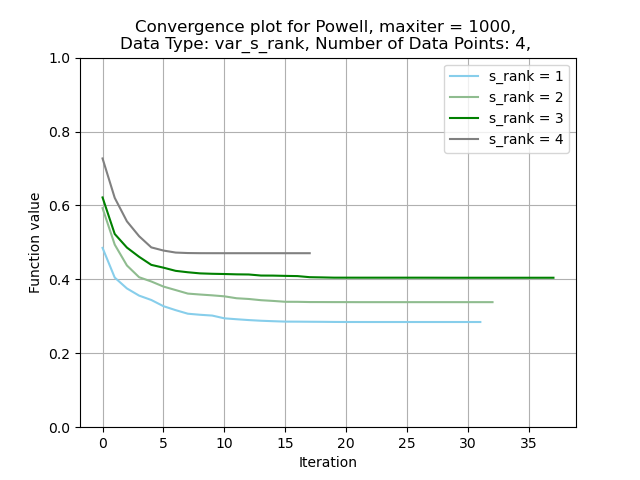 Convergence plot for Powell, maxiter = 1000,
Data Type: var_s_rank, Number of Data Points: 4,
1.0
0.8
0.6
0.4
0.2
0.0
Function value
s_rank = 1
s_rank = 2
s_rank = 3
s_rank = 4
0 5 10 15 20 25 30 35
Iteration